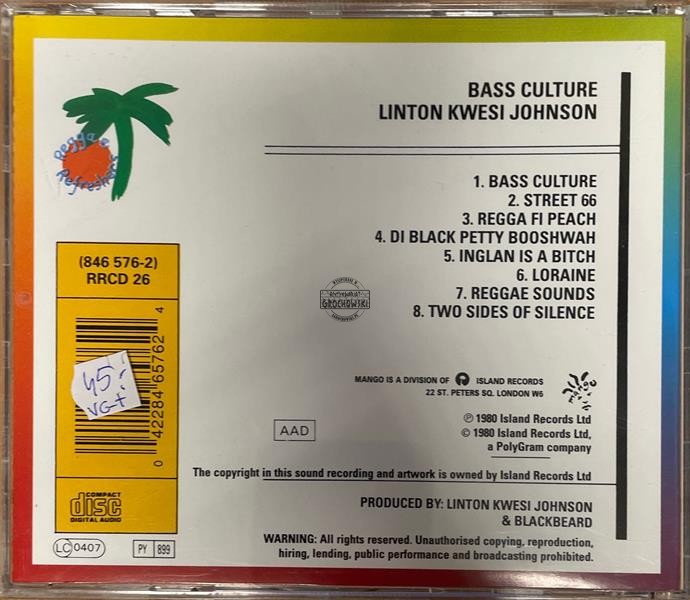 BASS CULTURE
LINTON KWESI JOHNSON
Reggae
Refreshers
1. BASS CULTURE
2. STREET 66
3. REGGA FI PEACH
4. DI BLACK PETTY BOOSHWAH
5. INGLAN IS A BITCH
6. LORAINE
7. REGGAE SOUNDS
8. TWO SIDES OF SILENCE
(846 576-2)
RRCD 26
GROCHOWSKI
45,-
VG+
0 42284 65762 4
MANGO IS A DIVISION OF ISLAND RECORDS
22 ST. PETERS SQ. LONDON W6
mango
AAD
℗ 1980 Island Records Ltd
© 1980 Island Records Ltd,
a PolyGram company
The copyright in this sound recording and artwork is owned by Island Records Ltd
COMPACT
disc
DIGITAL AUDIO
PRODUCED BY: LINTON KWESI JOHNSON
& BLACKBEARD
LC 0407
PY 899
WARNING: All rights reserved. Unauthorised copying, reproduction,
hiring, lending, public performance and broadcasting prohibited.